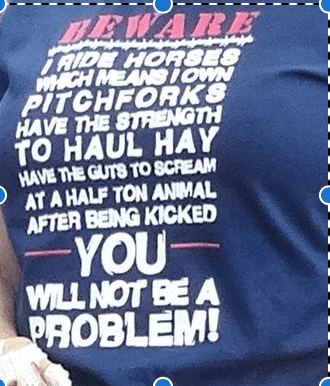 BEWARE
I RIDE HORSES
WHICH MEANS I OWN
PITCHFORKS
HAVE THE STRENGTH
TO HAUL HAY
HAVE THE GUTS TO SCREAM
AT A HALF TON ANIMAL
AFTER BEING KICKED
YOU
WILL NOT BE A
PROBLEM!